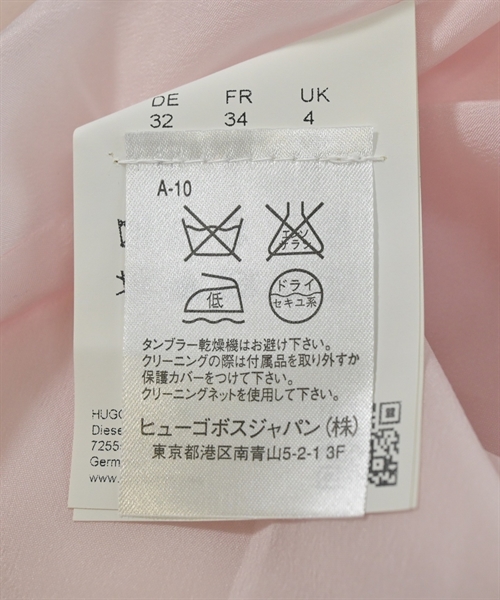 DE FR UK
32 34 4
A-10
エンソ
チラシ
低
ドライ
セキユ系
タンブラー乾燥機はお避け下さい。
クリーニングの際は付属品を取り外すか
保護カバーをつけて下さい。
クリーニングネットを使用して下さい。
ヒューゴボスジャパン(株)
東京都港区南青山5-2-1 3F
HUGO
Diese
7255
Germ
www.